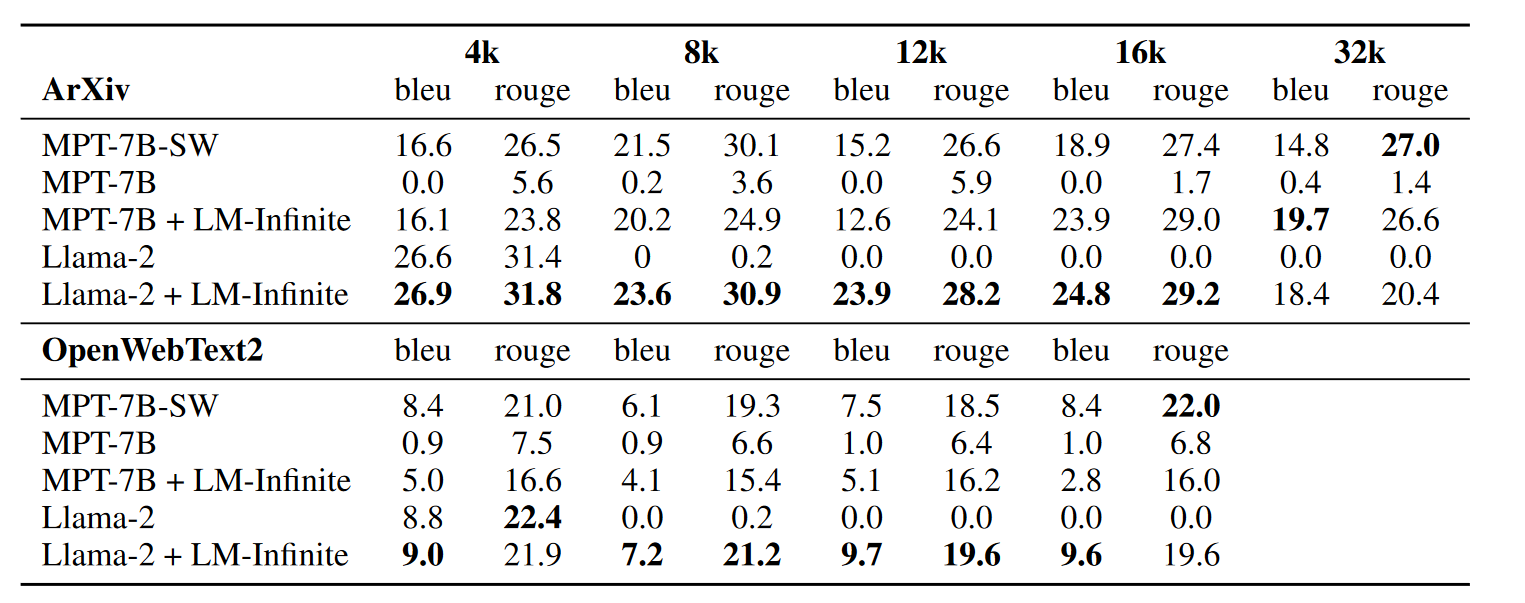 4k 8k 12k 16k 32k
ArXiv bleu rouge bleu rouge bleu rouge bleu rouge bleu rouge
MPT-7B-SW 16.6 26.5 21.5 30.1 15.2 26.6 18.9 27.4 14.8 27.0
MPT-7B 0.0 5.6 0.2 3.6 0.0 5.9 0.0 1.7 0.4 1.4
MPT-7B + LM-Infinite 16.1 23.8 20.2 24.9 12.6 24.1 23.9 29.0 19.7 26.6
Llama-2 26.6 31.4 0 0.2 0.0 0.0 0.0 0.0 0.0 0.0
Llama-2 + LM-Infinite 26.9 31.8 23.6 30.9 23.9 28.2 24.8 29.2 18.4 20.4
OpenWebText2 bleu rouge bleu rouge bleu rouge bleu rouge
MPT-7B-SW 8.4 21.0 6.1 19.3 7.5 18.5 8.4 22.0
MPT-7B 0.9 7.5 0.9 6.6 1.0 6.4 1.0 6.8
MPT-7B + LM-Infinite 5.0 16.6 4.1 15.4 5.1 16.2 2.8 16.0
Llama-2 8.8 22.4 0.0 0.2 0.0 0.0 0.0 0.0
Llama-2 + LM-Infinite 9.0 21.9 7.2 21.2 9.7 19.6 9.6 19.6